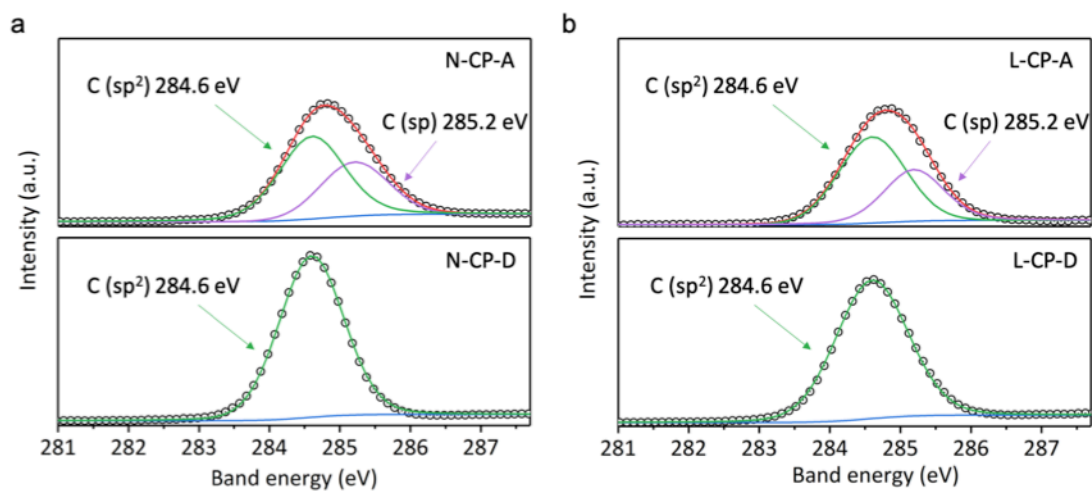 a
N-CP-A
C (sp²) 284.6 eV
C (sp) 285.2 eV
N-CP-D
C (sp²) 284.6 eV
Intensity (a.u.)
281 282 283 284 285 286 287
Band energy (eV)
b
L-CP-A
C (sp²) 284.6 eV
C (sp) 285.2 eV
L-CP-D
C (sp²) 284.6 eV
Intensity (a.u.)
281 282 283 284 285 286 287
Band energy (eV)